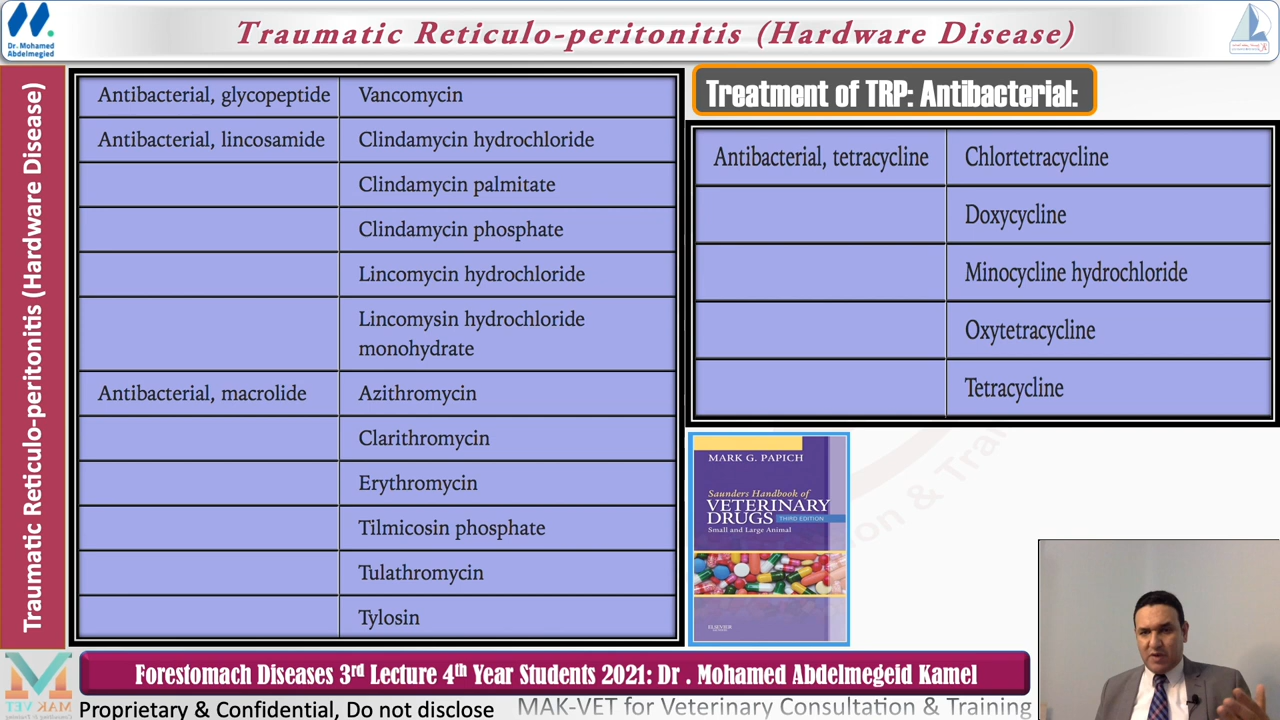 Dr. Mohamed
Abdelmegied
Traumatic Reticulo-peritonitis (Hardware Disease)
Traumatic Reticulo-peritonitis (Hardware Disease)
Antibacterial, glycopeptide Vancomycin
Antibacterial, lincosamide Clindamycin hydrochloride
Clindamycin palmitate
Clindamycin phosphate
Lincomycin hydrochloride
Lincomysin hydrochloride
monohydrate
Antibacterial, macrolide Azithromycin
Clarithromycin
Erythromycin
Tilmicosin phosphate
Tulathromycin
Tylosin
Treatment of TRP: Antibacterial:
Antibacterial, tetracycline Chlortetracycline
Doxycycline
Minocycline hydrochloride
Oxytetracycline
Tetracycline
MARK G. PAPICH
Saunders Handbook of
VETERINARY
DRUGS THIRD EDITION
Small and Large Animal
ELSEVIER
Forestomach Diseases 3rd Lecture 4th Year Students 2021: Dr . Mohamed Abdelmegeid Kamel
MAK-VET
Proprietary & Confidential, Do not disclose MAK-VET for Veterinary Consultation & Training